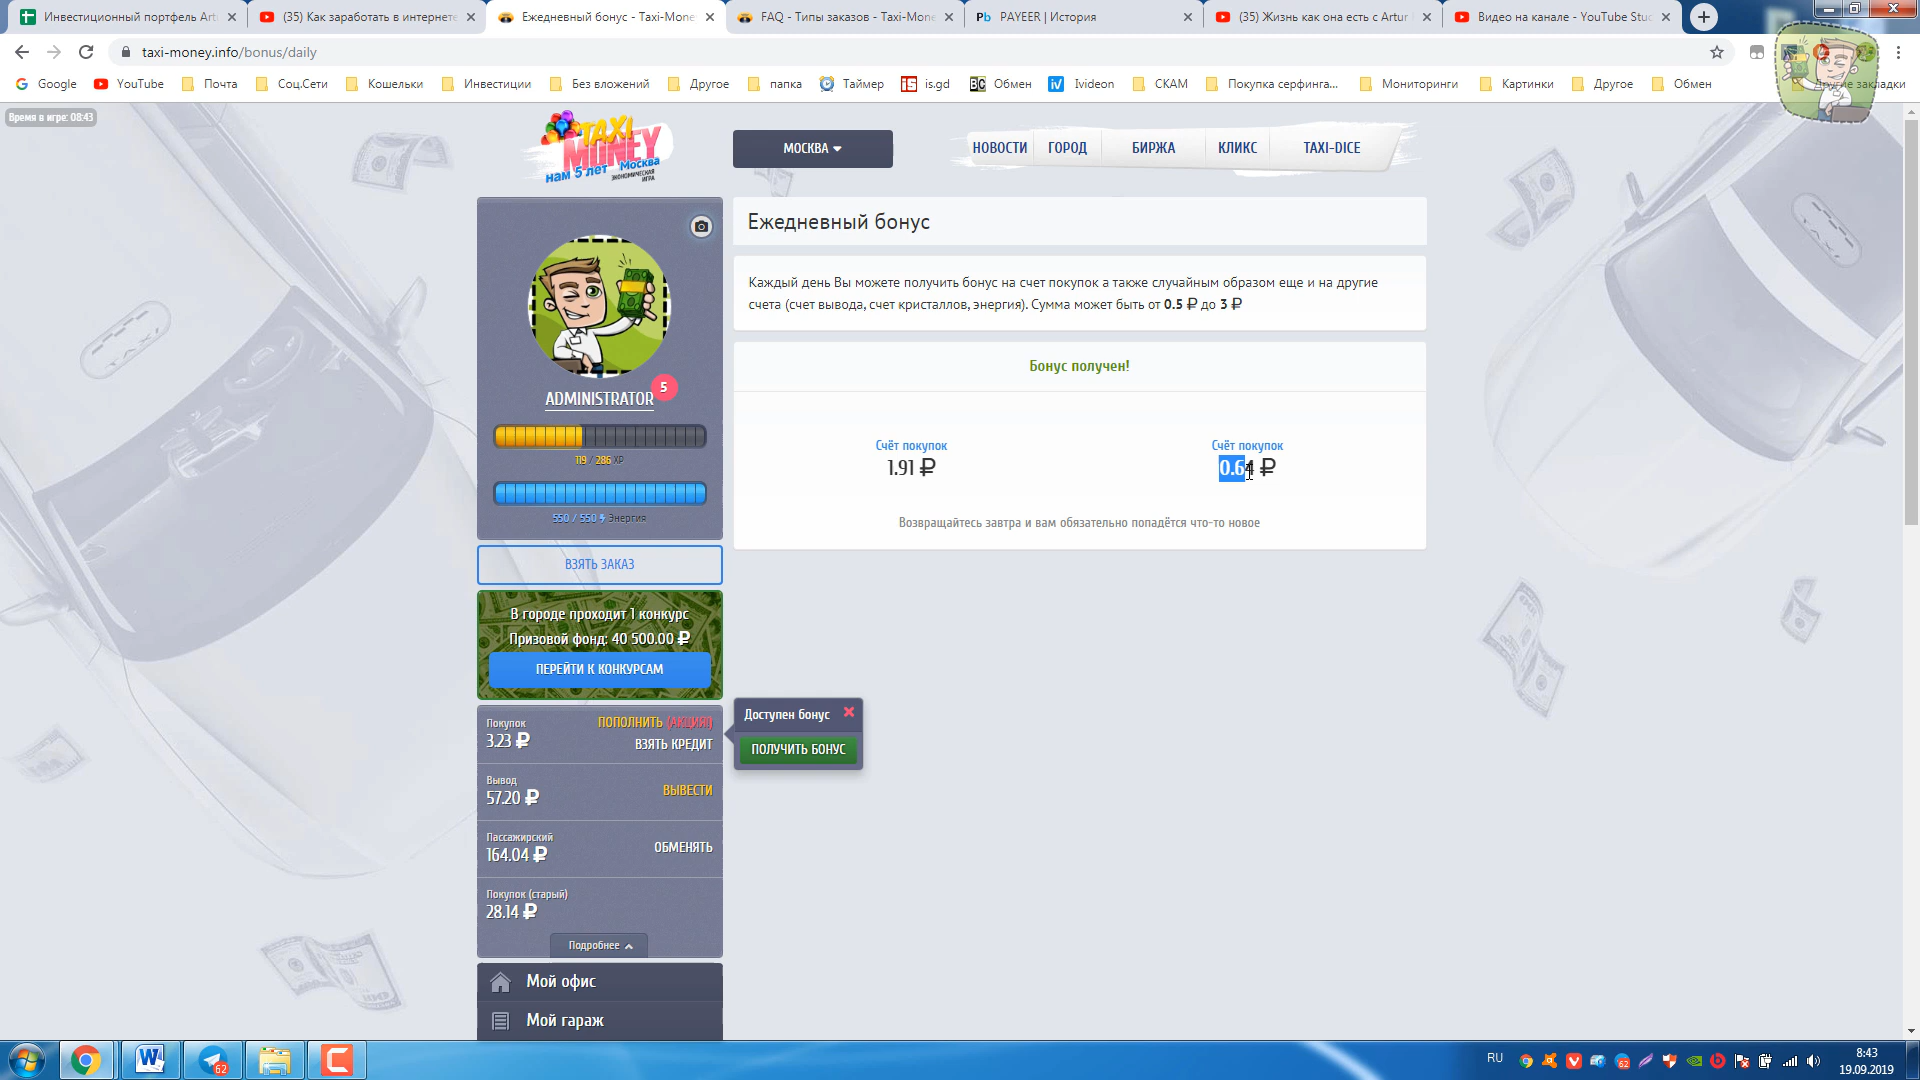 Инвестиционный портфель Art
(35) Как заработать в интернете
Ежедневный бонус - Taxi-Mone
FAQ - Типы заказов - Taxi-Mone
PAYEER | История
(35) Жизнь как она есть с Artur
Видео на канале - YouTube Stu
taxi-money.info/bonus/daily
Google
YouTube
Почта
Соц.Сети
Кошельки
Инвестиции
Без вложений
Другое
папка
Таймер
is.gd
Обмен
Ivideon
СКАМ
Покупка серфинга...
Мониторинги
Картинки
Другое
Обмен
Другие закладки
Время в игре: 08:43
TAXI
MONEY
нам 5 лет Москва
ЭКОНОМИЧЕСКАЯ
ИГРА
МОСКВА
НОВОСТИ
ГОРОД
БИРЖА
КЛИКС
TAXI-DICE
Ежедневный бонус
Каждый день Вы можете получить бонус на счет покупок а также случайным образом еще и на другие
счета (счет вывода, счет кристаллов, энергия). Сумма может быть от 0.5 ₽ до 3 ₽
Бонус получен!
Счёт покупок
1.91 ₽
Счёт покупок
0.64 ₽
Возвращайтесь завтра и вам обязательно попадётся что-то новое
5
ADMINISTRATOR
119 / 286 XP
550 / 550 Энергия
ВЗЯТЬ ЗАКАЗ
В городе проходит 1 конкурс
Призовой фонд: 40 500.00 ₽
ПЕРЕЙТИ К КОНКУРСАМ
Покупок
3.23 ₽
ПОПОЛНИТЬ (АКЦИЯ!)
ВЗЯТЬ КРЕДИТ
Доступен бонус
ПОЛУЧИТЬ БОНУС
Вывод
57.20 ₽
ВЫВЕСТИ
Пассажирский
164.04 ₽
ОБМЕНЯТЬ
Покупок (старый)
28.14 ₽
Подробнее
Мой офис
Мой гараж
62
RU
62
8:43
19.09.2019